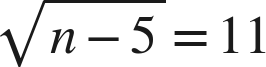 √(n − 5) = 11